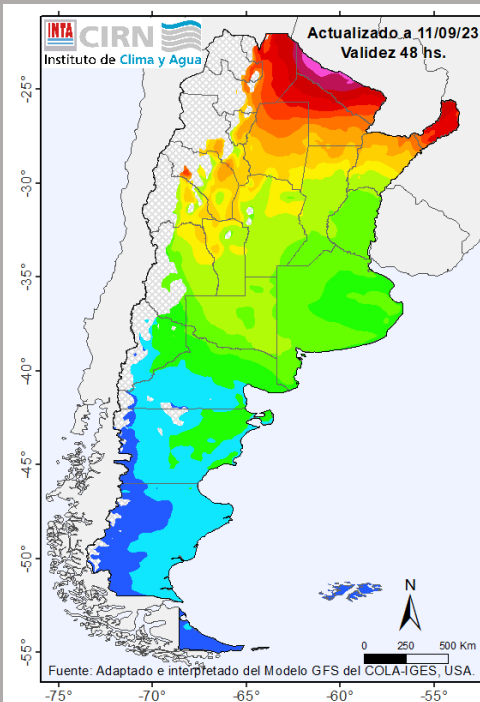 INTA CIRN
Instituto de Clima y Agua
Actualizado a 11/09/23
Validez 48 hs.
-25°
-30°
-35°
-40°
-45°
-50°
-55°
N
0 250 500 Km
Fuente: Adaptado e interpretado del Modelo GFS del COLA-IGES, USA.
-75° -70° -65° -60° -55°